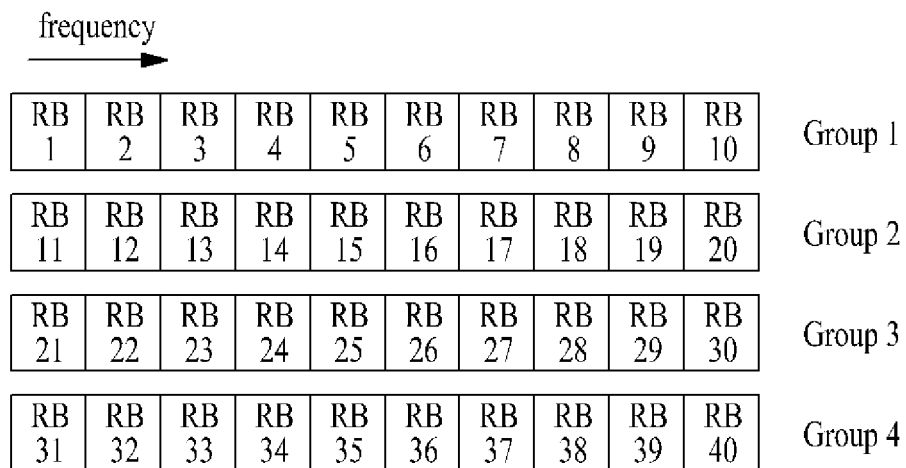 frequency
RB RB RB RB RB RB RB RB RB RB
1 2 3 4 5 6 7 8 9 10
Group 1
RB RB RB RB RB RB RB RB RB RB
11 12 13 14 15 16 17 18 19 20
Group 2
RB RB RB RB RB RB RB RB RB RB
21 22 23 24 25 26 27 28 29 30
Group 3
RB RB RB RB RB RB RB RB RB RB
31 32 33 34 35 36 37 38 39 40
Group 4